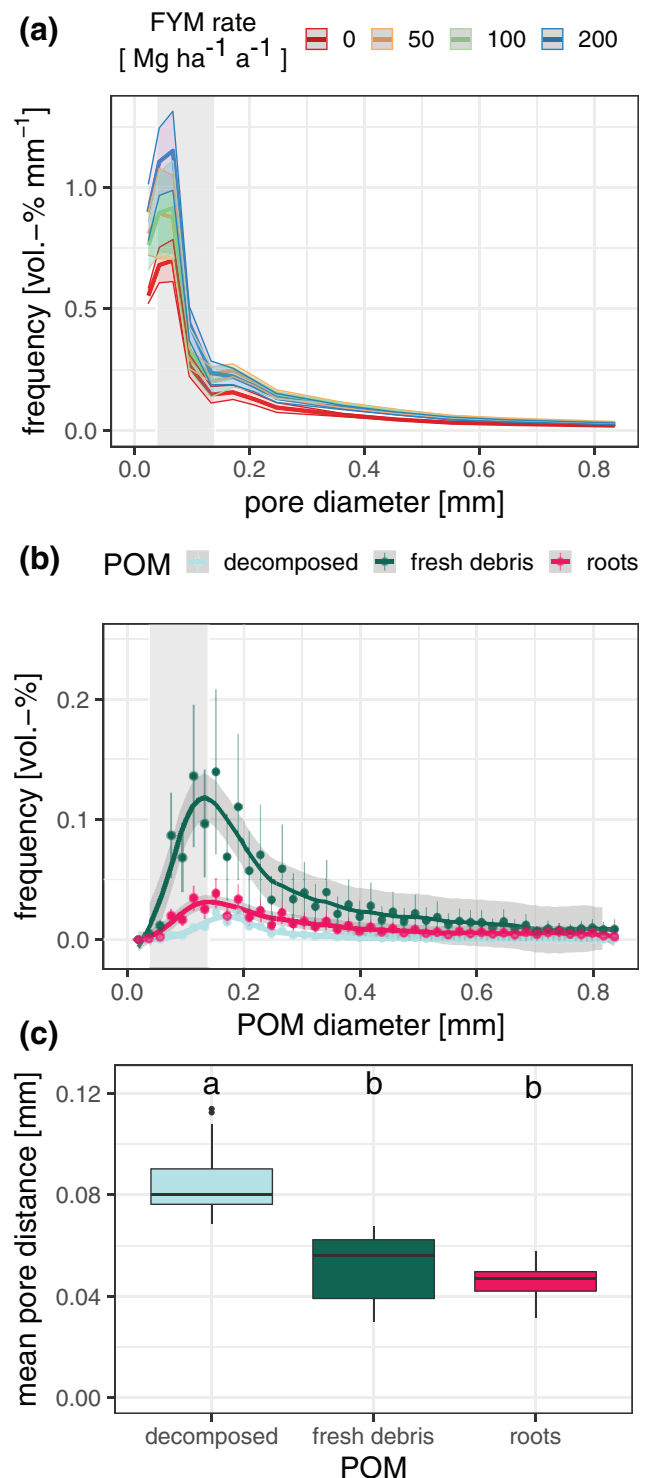 (a) FYM rate
[ Mg ha⁻¹ a⁻¹ ] 0 50 100 200
frequency [vol.−% mm⁻¹]
1.0
0.5
0.0
0.0 0.2 0.4 0.6 0.8
pore diameter [mm]
(b) POM decomposed fresh debris roots
frequency [vol.−%]
0.2
0.1
0.0
0.0 0.2 0.4 0.6 0.8
POM diameter [mm]
(c)
mean pore distance [mm]
a b b
0.12
0.08
0.04
0.00
decomposed fresh debris roots
POM